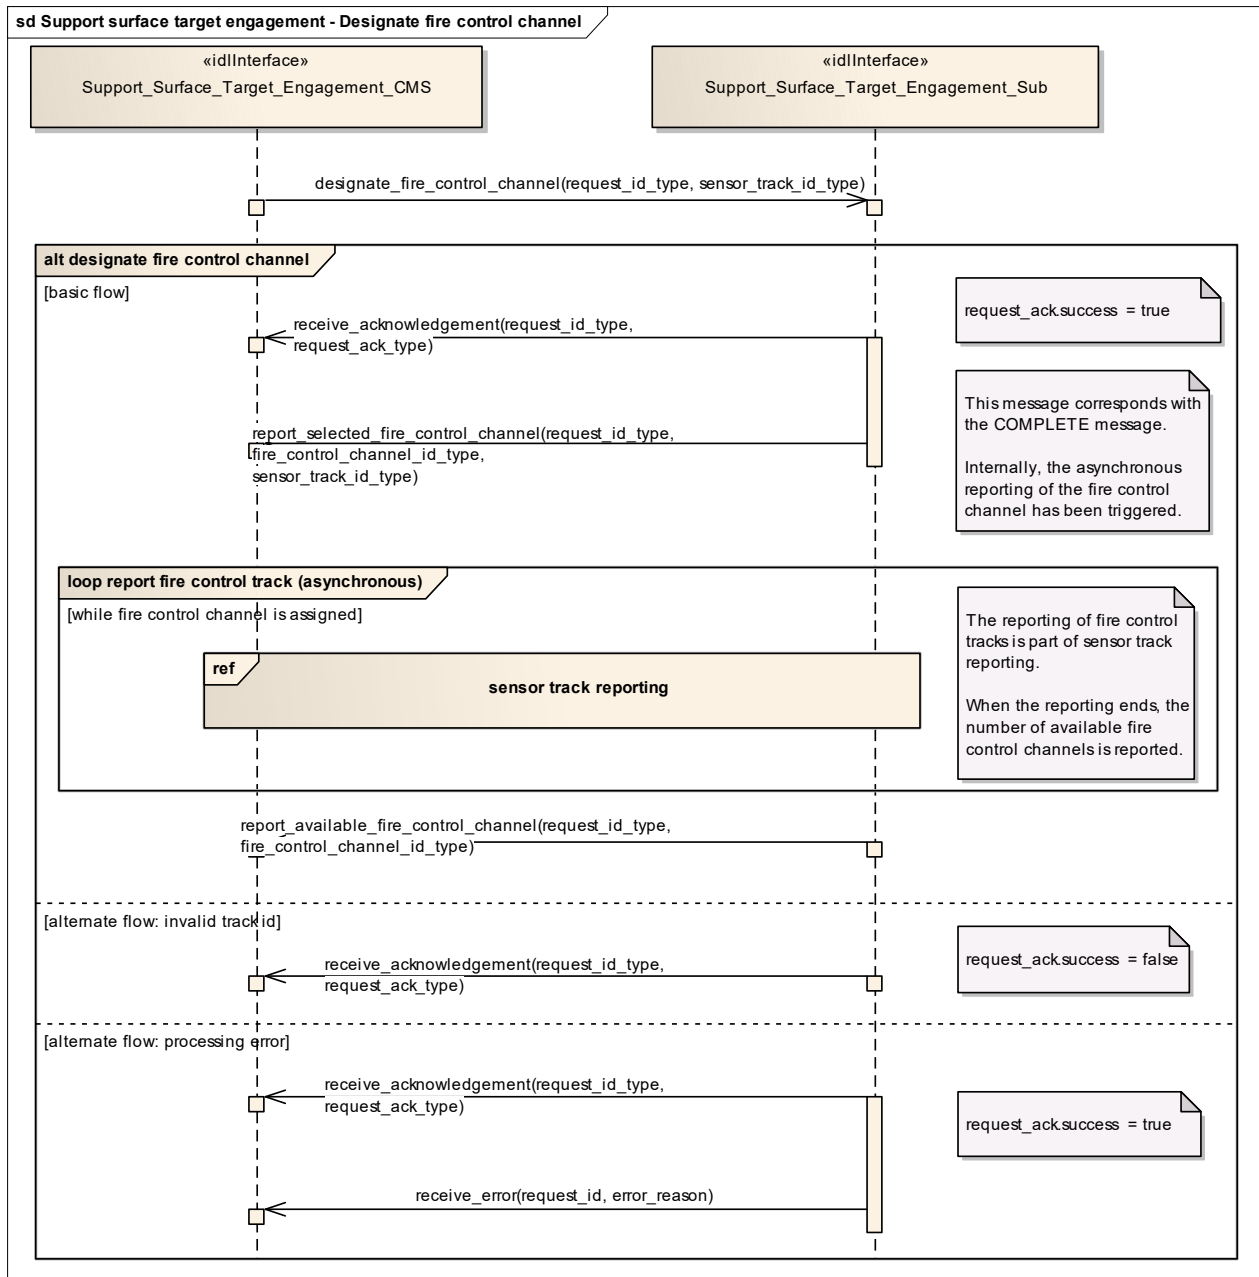 sd Support surface target engagement - Designate fire control channel
«idlInterface»
Support_Surface_Target_Engagement_CMS
«idlInterface»
Support_Surface_Target_Engagement_Sub
designate_fire_control_channel(request_id_type, sensor_track_id_type)
alt designate fire control channel
[basic flow]
request_ack.success = true
receive_acknowledgement(request_id_type,
request_ack_type)
This message corresponds with
the COMPLETE message.
Internally, the asynchronous
reporting of the fire control
channel has been triggered.
report_selected_fire_control_channel(request_id_type,
fire_control_channel_id_type,
sensor_track_id_type)
loop report fire control track (asynchronous)
[while fire control channel is assigned]
The reporting of fire control
tracks is part of sensor track
reporting.
When the reporting ends, the
number of available fire
control channels is reported.
ref
sensor track reporting
report_available_fire_control_channel(request_id_type,
fire_control_channel_id_type)
[alternate flow: invalid track id]
request_ack.success = false
receive_acknowledgement(request_id_type,
request_ack_type)
[alternate flow: processing error]
receive_acknowledgement(request_id_type,
request_ack_type)
request_ack.success = true
receive_error(request_id, error_reason)